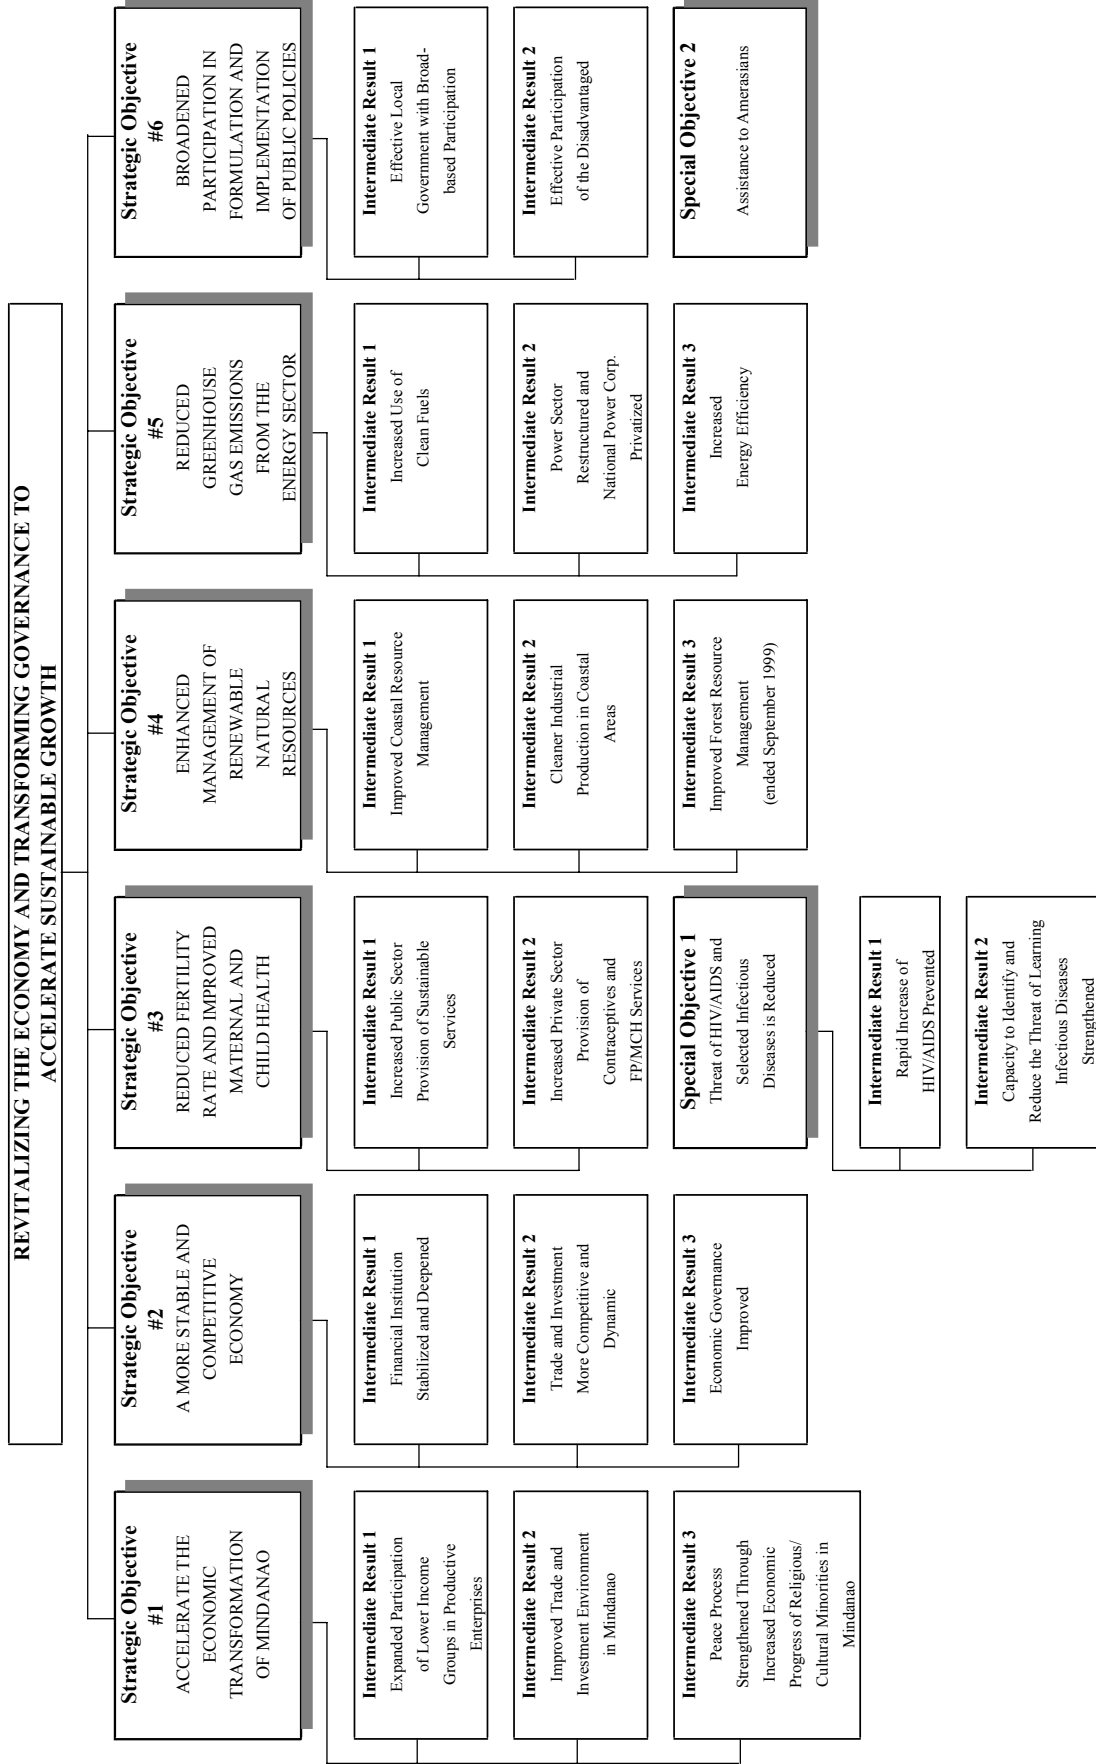 REVITALIZING THE ECONOMY AND TRANSFORMING GOVERNANCE TO
ACCELERATE SUSTAINABLE GROWTH
Strategic Objective
#1
ACCELERATE THE
ECONOMIC
TRANSFORMATION
OF MINDANAO
Intermediate Result 1
Expanded Participation
of Lower Income
Groups in Productive
Enterprises
Intermediate Result 2
Improved Trade and
Investment Environment
in Mindanao
Intermediate Result 3
Peace Process
Strengthened Through
Increased Economic
Progress of Religious/
Cultural Minorities in
Mindanao
Strategic Objective
#2
A MORE STABLE AND
COMPETITIVE
ECONOMY
Intermediate Result 1
Financial Institution
Stabilized and Deepened
Intermediate Result 2
Trade and Investment
More Competitive and
Dynamic
Intermediate Result 3
Economic Governance
Improved
Strategic Objective
#3
REDUCED FERTILITY
RATE AND IMPROVED
MATERNAL AND
CHILD HEALTH
Intermediate Result 1
Increased Public Sector
Provision of Sustainable
Services
Intermediate Result 2
Increased Private Sector
Provision of
Contraceptives and
FP/MCH Services
Special Objective 1
Threat of HIV/AIDS and
Selected Infectious
Diseases is Reduced
Intermediate Result 1
Rapid Increase of
HIV/AIDS Prevented
Intermediate Result 2
Capacity to Identify and
Reduce the Threat of Learning
Infectious Diseases
Strengthened
Strategic Objective
#4
ENHANCED
MANAGEMENT OF
RENEWABLE
NATURAL
RESOURCES
Intermediate Result 1
Improved Coastal Resource
Management
Intermediate Result 2
Cleaner Industrial
Production in Coastal
Areas
Intermediate Result 3
Improved Forest Resource
Management
(ended September 1999)
Strategic Objective
#5
REDUCED
GREENHOUSE
GAS EMISSIONS
FROM THE
ENERGY SECTOR
Intermediate Result 1
Increased Use of
Clean Fuels
Intermediate Result 2
Power Sector
Restructured and
National Power Corp.
Privatized
Intermediate Result 3
Increased
Energy Efficiency
Strategic Objective
#6
BROADENED
PARTICIPATION IN
FORMULATION AND
IMPLEMENTATION
OF PUBLIC POLICIES
Intermediate Result 1
Effective Local
Government with Broad-
based Participation
Intermediate Result 2
Effective Participation
of the Disadvantaged
Special Objective 2
Assistance to Amerasians